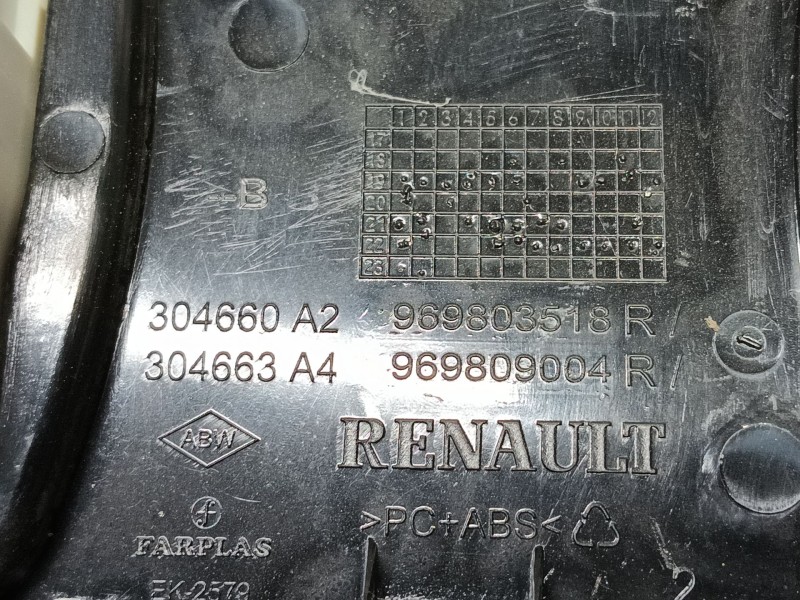 1 2 3 4 5 6 7 8 9 10 11 12
17
18
19
20
21
22
23
B
304660 A2 969803518 R /
304663 A4 969809004 R /
ABW
RENAULT
f
FARPLAS
>PC+ABS<
EK-2579
2